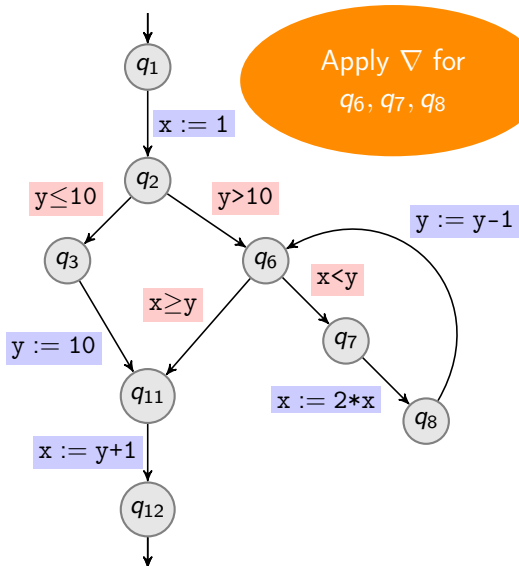 q1
Apply ∇ for
q6, q7, q8
x := 1
q2
y≤10
y>10
y := y-1
q3
q6
x<y
x≥y
q7
y := 10
x := 2*x
q11
q8
x := y+1
q12